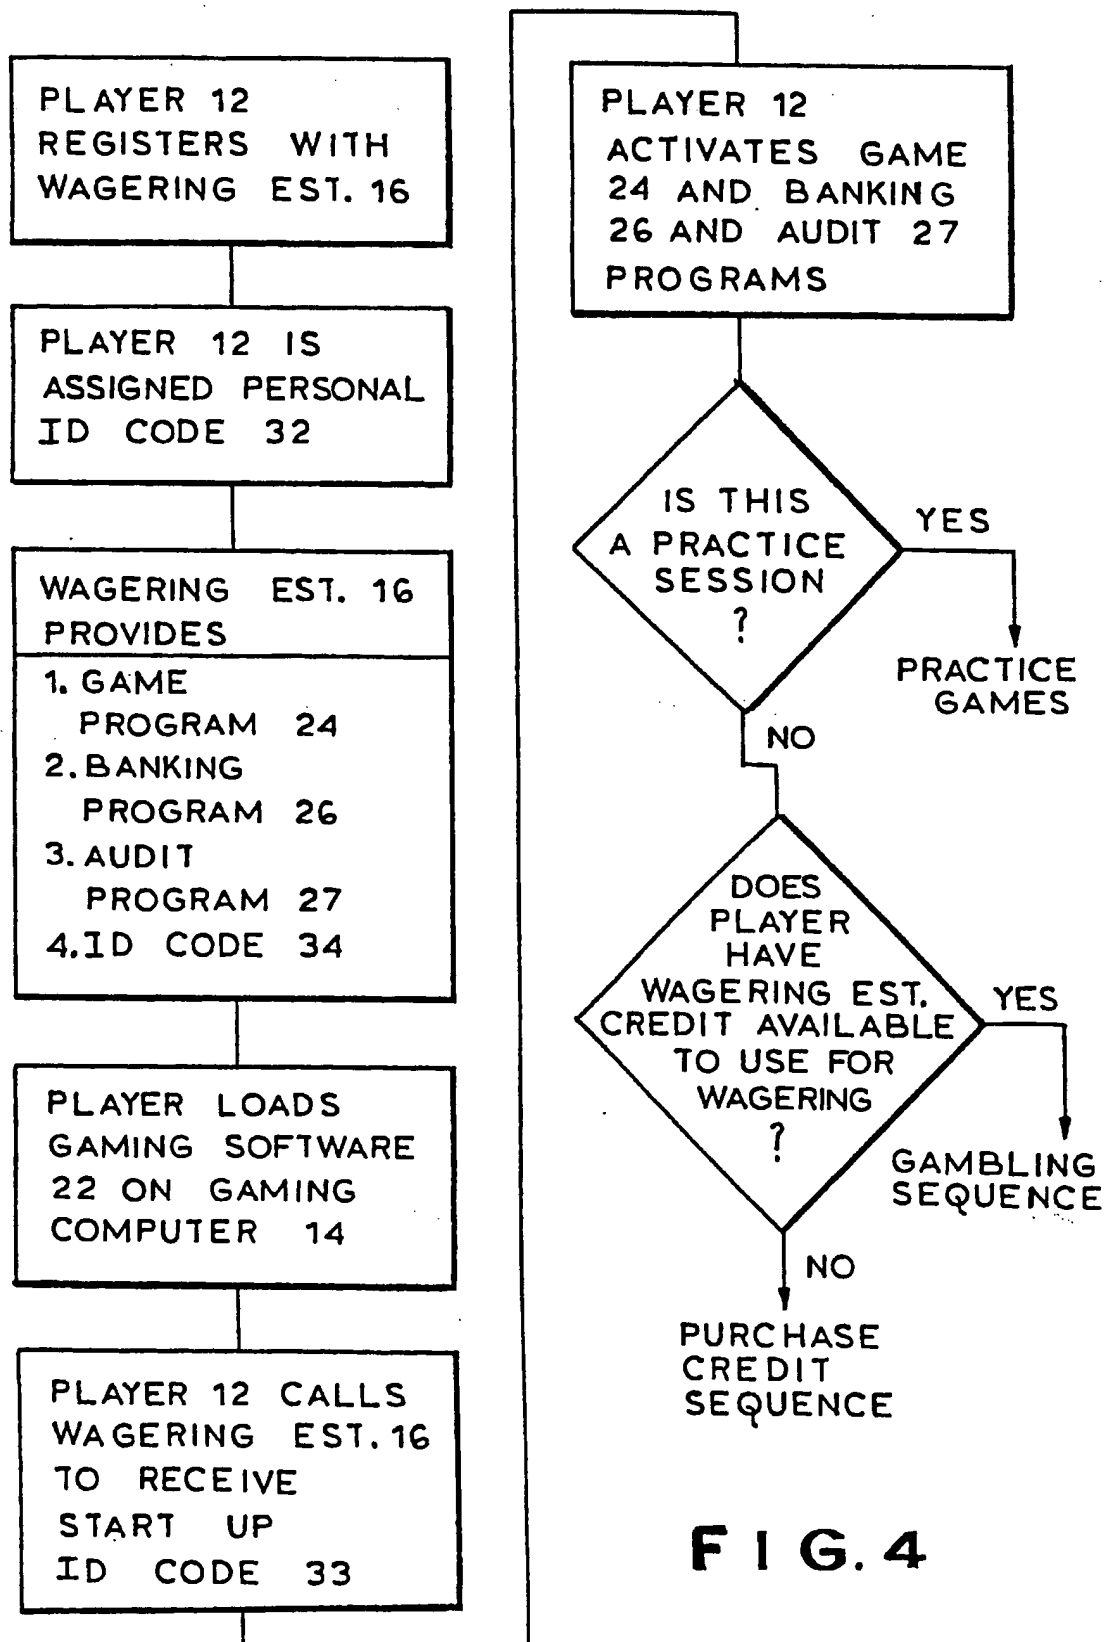 PLAYER 12
REGISTERS WITH
WAGERING EST. 16
PLAYER 12 IS
ASSIGNED PERSONAL
ID CODE 32
WAGERING EST. 16
PROVIDES
1. GAME
PROGRAM 24
2. BANKING
PROGRAM 26
3. AUDIT
PROGRAM 27
4. ID CODE 34
PLAYER LOADS
GAMING SOFTWARE
22 ON GAMING
COMPUTER 14
PLAYER 12 CALLS
WAGERING EST. 16
TO RECEIVE
START UP
ID CODE 33
PLAYER 12
ACTIVATES GAME
24 AND BANKING
26 AND AUDIT 27
PROGRAMS
IS THIS
A PRACTICE
SESSION
?
YES
PRACTICE
GAMES
NO
DOES
PLAYER
HAVE
WAGERING EST.
CREDIT AVAILABLE
TO USE FOR
WAGERING
?
YES
GAMBLING
SEQUENCE
NO
PURCHASE
CREDIT
SEQUENCE
FIG. 4